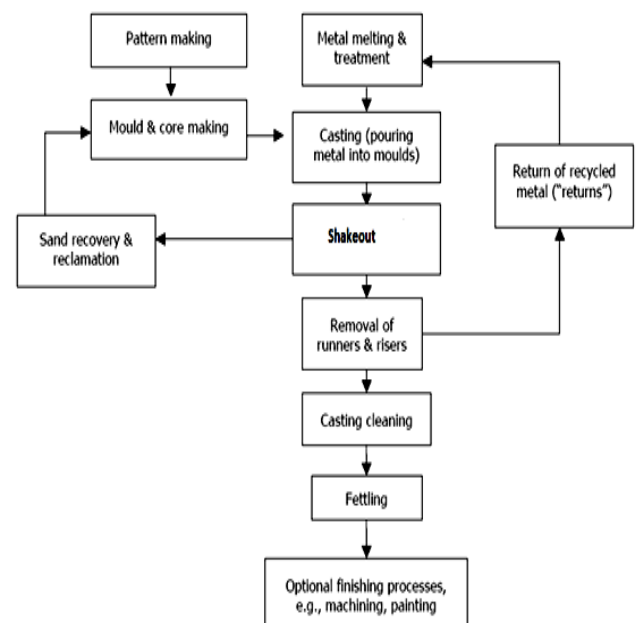 Pattern making
Metal melting &
treatment
Mould & core making
Casting (pouring
metal into moulds)
Return of recycled
metal ("returns")
Sand recovery &
reclamation
Shakeout
Removal of
runners & risers
Casting cleaning
Fettling
Optional finishing processes,
e.g., machining, painting